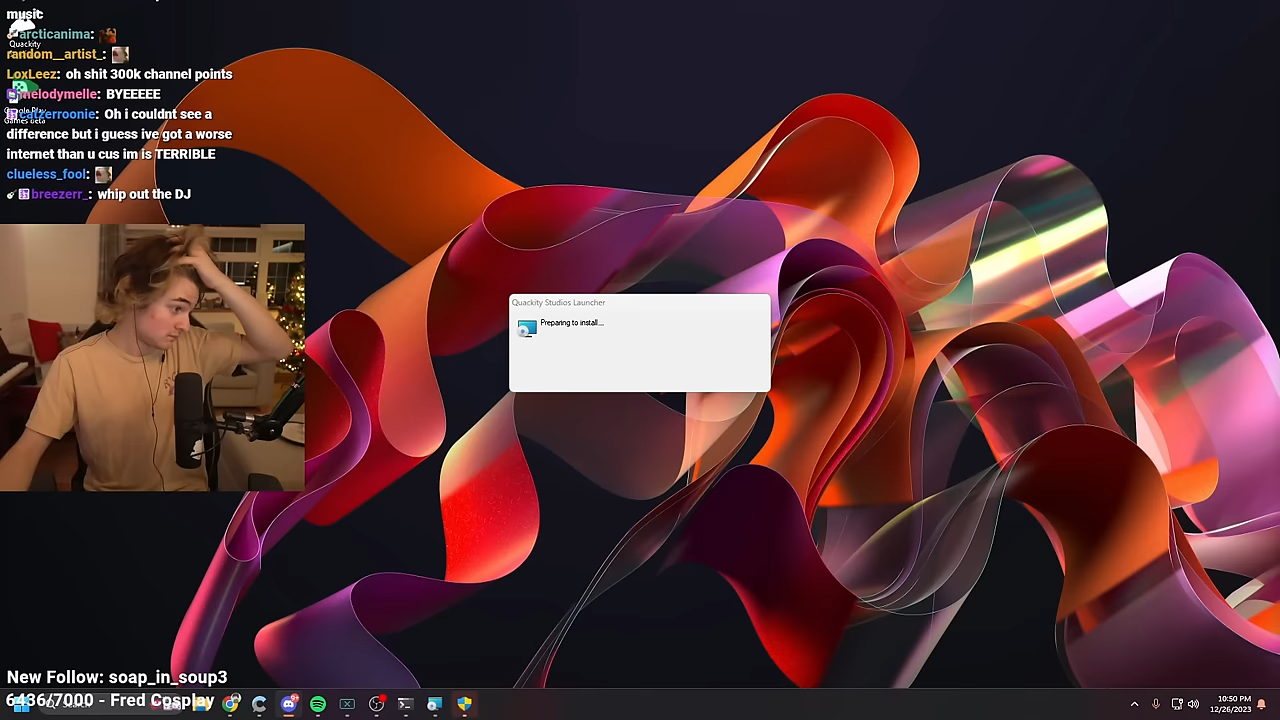 music
Quackity
arcticanima:
random__artist_:
LoxLeez: oh shit 300k channel points
melodymelle: BYEEEEE
catzerroonie: Oh i couldnt see a
difference but i guess ive got a worse
internet than u cus im is TERRIBLE
clueless_fool:
breezerr_: whip out the DJ
Quackity Studios Launcher
Preparing to install...
New Follow: soap_in_soup3
6436/7000 - Fred Cosplay
10:50 PM
12/26/2023